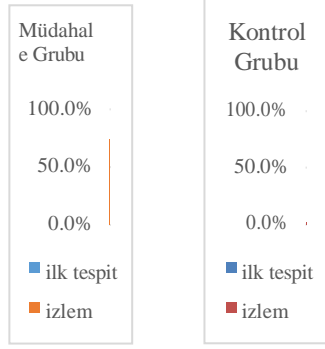 Müdahal
e Grubu
100.0%
50.0%
0.0%
ilk tespit
izlem
Kontrol
Grubu
100.0%
50.0%
0.0%
ilk tespit
izlem